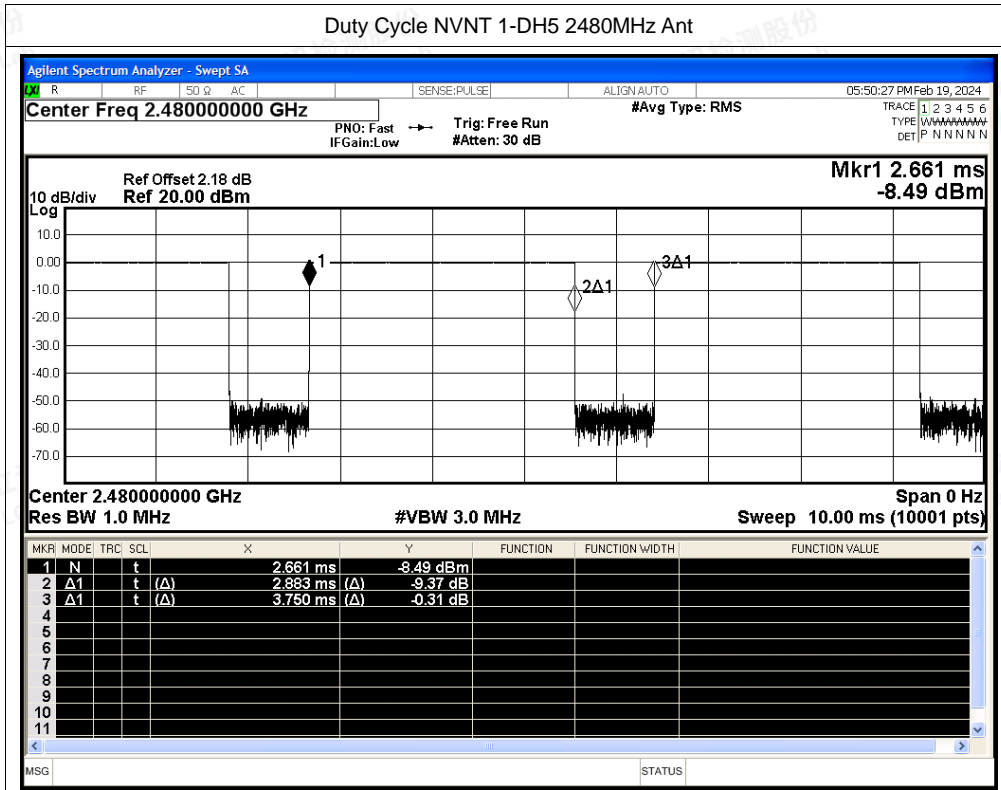 Duty Cycle NVNT 1-DH5 2480MHz Ant
Agilent Spectrum Analyzer - Swept SA
LXI R RF 50 Ω AC SENSE:PULSE ALIGN AUTO 05:50:27 PM Feb 19, 2024
Center Freq 2.480000000 GHz
#Avg Type: RMS
TRACE 1 2 3 4 5 6
PNO: Fast Trig: Free Run
TYPE WWWWWW
IFGain:Low #Atten: 30 dB
DET P N N N N N
Mkr1 2.661 ms
-8.49 dBm
Ref Offset 2.18 dB
10 dB/div Ref 20.00 dBm
Log
10.0
0.00
-10.0
-20.0
-30.0
-40.0
-50.0
-60.0
-70.0
1
2Δ1
3Δ1
Center 2.480000000 GHz Span 0 Hz
Res BW 1.0 MHz #VBW 3.0 MHz Sweep 10.00 ms (10001 pts)
MKR MODE TRC SCL X Y FUNCTION FUNCTION WIDTH FUNCTION VALUE
1 N t 2.661 ms -8.49 dBm
2 Δ1 t (Δ) 2.883 ms (Δ) -9.37 dB
3 Δ1 t (Δ) 3.750 ms (Δ) -0.31 dB
4
5
6
7
8
9
10
11
MSG STATUS